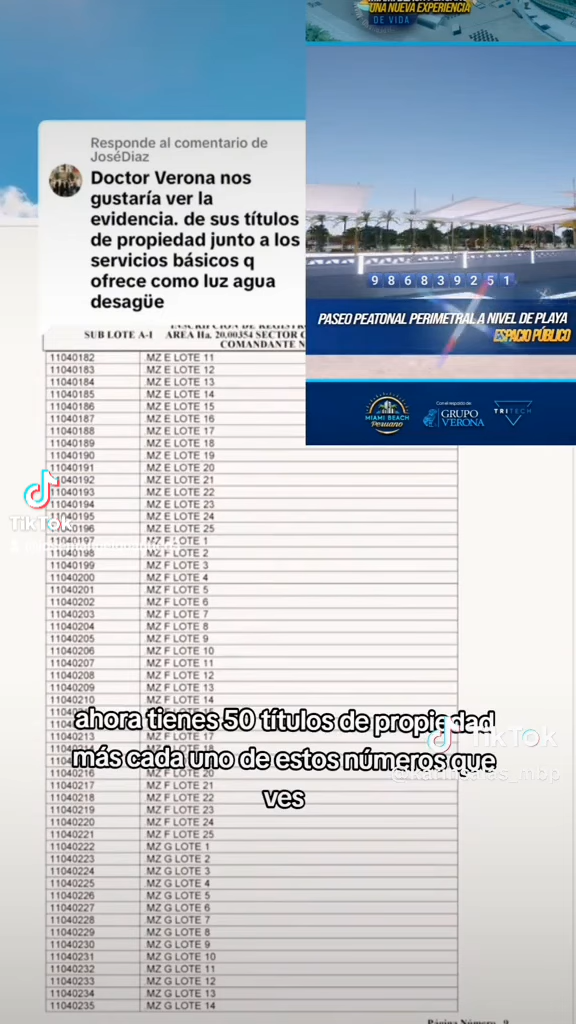 UNA NUEVA EXPERIENCIA
DE VIDA
Responde al comentario de
JoséDiaz
Doctor Verona nos
gustaría ver la
evidencia. de sus títulos
de propiedad junto a los
servicios básicos q
ofrece como luz agua
desagüe
986839251
PASEO PEATONAL PERIMETRAL A NIVEL DE PLAYA
ESPACIO PÚBLICO
MIAMI BEACH
Peruano
Con el respaldo de
GRUPO
VERONA
TRITECH
SUB LOTE A-I AREA Ha. 20,00354 SECTOR
COMANDANTE
11040182 MZ E LOTE 11
11040183 MZ E LOTE 12
11040184 MZ E LOTE 13
11040185 MZ E LOTE 14
11040186 MZ E LOTE 15
11040187 MZ E LOTE 16
11040188 MZ E LOTE 17
11040189 MZ E LOTE 18
11040190 MZ E LOTE 19
11040191 MZ E LOTE 20
11040192 MZ E LOTE 21
11040193 MZ E LOTE 22
11040194 MZ E LOTE 23
11040195 MZ E LOTE 24
11040196 MZ E LOTE 25
11040197 MZ F LOTE 1
11040198 MZ F LOTE 2
11040199 MZ F LOTE 3
11040200 MZ F LOTE 4
11040201 MZ F LOTE 5
11040202 MZ F LOTE 6
11040203 MZ F LOTE 7
11040204 MZ F LOTE 8
11040205 MZ F LOTE 9
11040206 MZ F LOTE 10
11040207 MZ F LOTE 11
11040208 MZ F LOTE 12
11040209 MZ F LOTE 13
11040210 MZ F LOTE 14
TikTok
ahora tienes 50 títulos de propiedad
11040213 MZ F LOTE 17
más cada uno de estos números que
TikTok
11040216 MZ F LOTE 20
11040217 MZ F LOTE 21
ves
11040218 MZ F LOTE 22
11040219 MZ F LOTE 23
11040220 MZ F LOTE 24
11040221 MZ F LOTE 25
11040222 MZ G LOTE 1
11040223 MZ G LOTE 2
11040224 MZ G LOTE 3
11040225 MZ G LOTE 4
11040226 MZ G LOTE 5
11040227 MZ G LOTE 6
11040228 MZ G LOTE 7
11040229 MZ G LOTE 8
11040230 MZ G LOTE 9
11040231 MZ G LOTE 10
11040232 MZ G LOTE 11
11040233 MZ G LOTE 12
11040234 MZ G LOTE 13
11040235 MZ G LOTE 14
Página Número 9